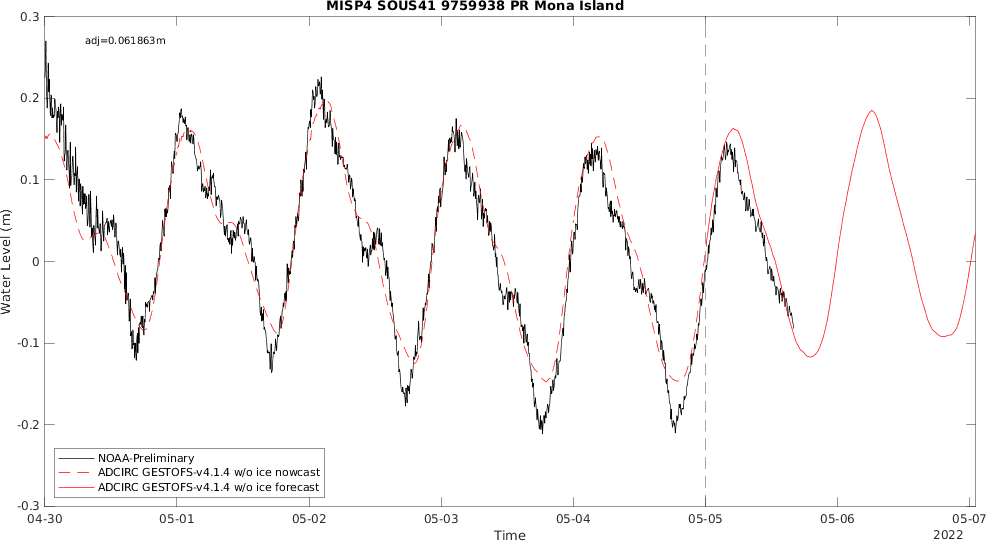 MISP4 SOUS41 9759938 PR Mona Island
adj=0.061863m
0.3
0.2
0.1
0
-0.1
-0.2
-0.3
Water Level (m)
NOAA-Preliminary
ADCIRC GESTOFS-v4.1.4 w/o ice nowcast
ADCIRC GESTOFS-v4.1.4 w/o ice forecast
04-30 05-01 05-02 05-03 05-04 05-05 05-06 05-07
Time
2022